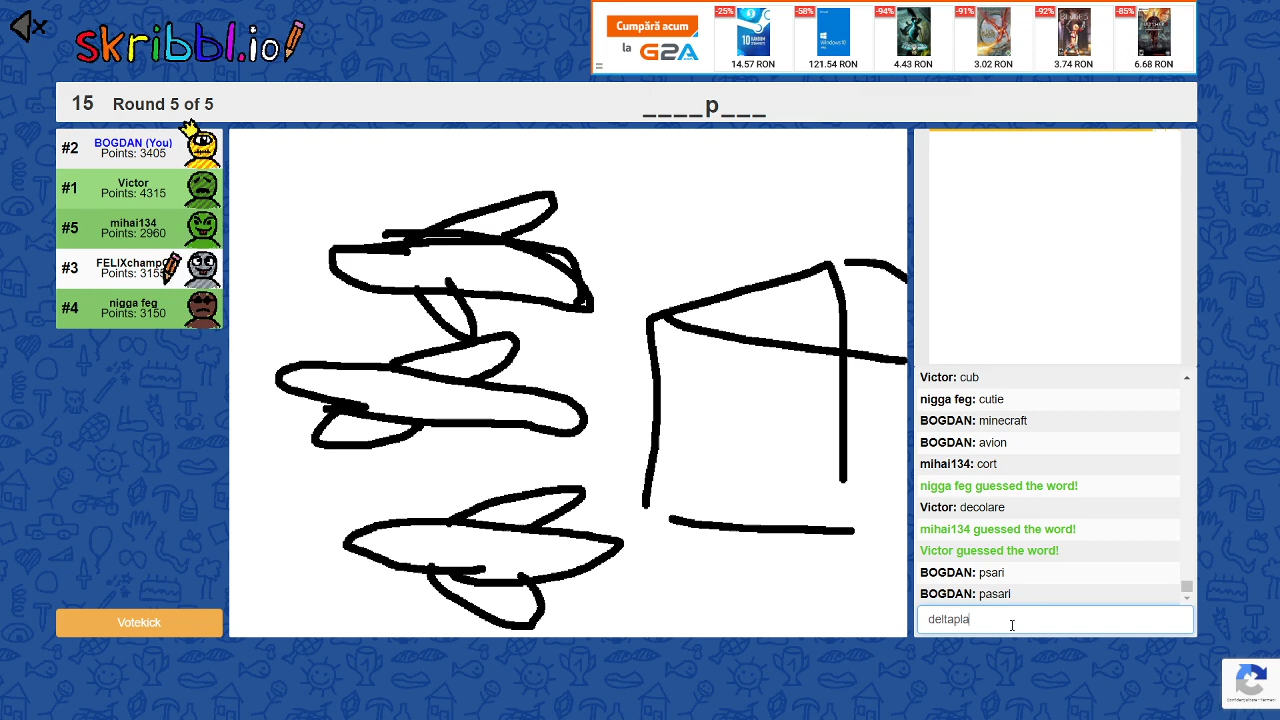 skribbl.io
Cumpără acum
la G2A
-25%
14.57 RON
-58%
Windows 10
121.54 RON
-94%
4.43 RON
-91%
3.02 RON
-92%
3.74 RON
-85%
6.68 RON
15 Round 5 of 5
____p___
#2 BOGDAN (You)
Points: 3405
#1 Victor
Points: 4315
#5 mihai134
Points: 2960
#3 FELIXchamp
Points: 3155
#4 nigga feg
Points: 3150
Votekick
Victor: cub
nigga feg: cutie
BOGDAN: minecraft
BOGDAN: avion
mihai134: cort
nigga feg guessed the word!
Victor: decolare
mihai134 guessed the word!
Victor guessed the word!
BOGDAN: psari
BOGDAN: pasari
deltapla